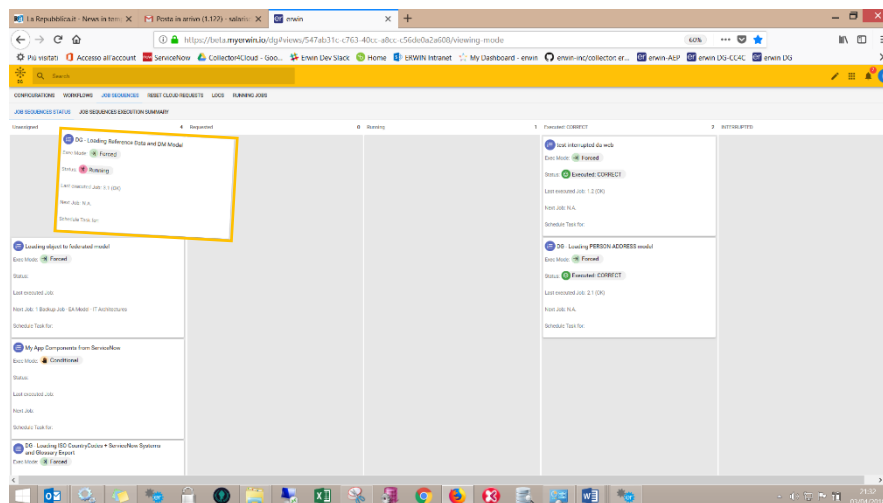 La Repubblica.it - News in tem
Posta in arrivo (1.122) - salaris
erwin
https://beta.myerwin.io/dg#views/547ab31c-c763-40cc-a8cc-c56de0a2a608/viewing-mode
60%
Più visitati
Accesso all'account
ServiceNow
Collector4Cloud - Goo...
Erwin Dev Slack
Home
ERWIN Intranet
My Dashboard - erwin
erwin-inc/collector: er...
erwin-AEP
erwin DG-CC4C
erwin DG
Search
CONFIGURATIONS WORKFLOWS JOB SEQUENCES RESET CLOUD REQUESTS LOGS RUNNING JOBS
JOB SEQUENCES STATUS JOB SEQUENCES EXECUTION SUMMARY
Unassigned 4 Requested 0 Running 1 Executed: CORRECT 2 INTERRUPTED
DG - Loading Reference Data and DM Model
Exec Mode: Forced
Status: Running
Last executed Job: (OK)
Next Job: N.A.
Schedule Task for:
test interrupted da web
Exec Mode: Forced
Status: Executed: CORRECT
Last executed Job: 1.2 (OK)
Next Job: N.A.
Schedule Task for:
Loading object to federated model
Exec Mode: Forced
Status:
Last executed Job:
Next Job: 1 Backup Job - EA Model - IT Architectures
Schedule Task for:
DG - Loading PERSON ADDRESS model
Exec Mode: Forced
Status: Executed: CORRECT
Last executed Job: 2.1 (OK)
Next Job: N.A.
Schedule Task for:
My App Components from ServiceNow
Exec Mode: Conditional
Status:
Last executed Job:
Next Job:
Schedule Task for:
DG - Loading ISO CountryCodes + ServiceNow Systems
and Glossary Export
Exec Mode: Forced
21:32